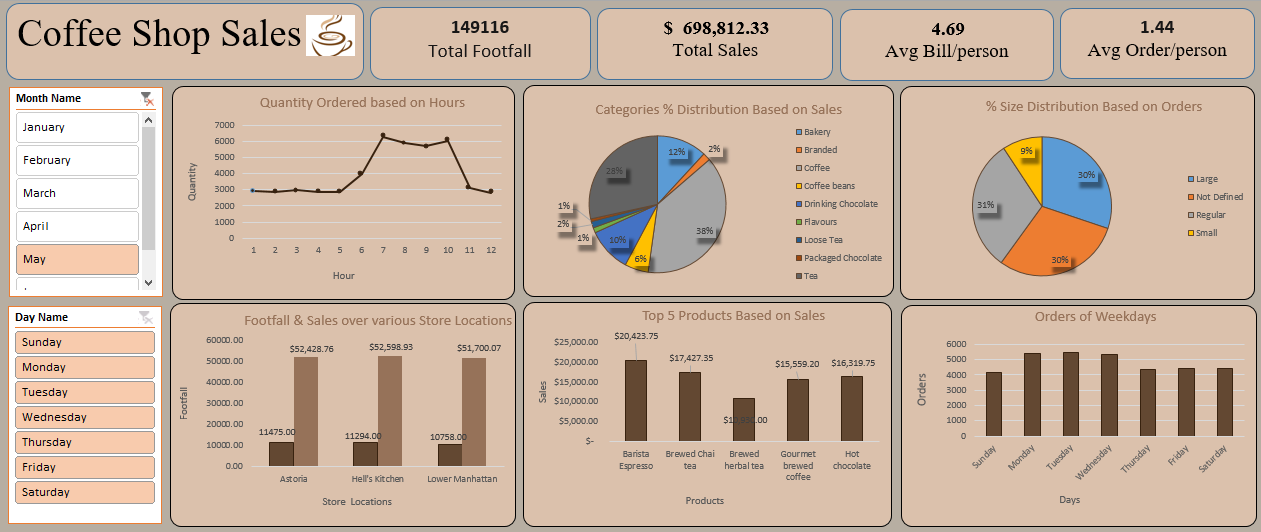 Coffee Shop Sales
149116
Total Footfall
$ 698,812.33
Total Sales
4.69
Avg Bill/person
1.44
Avg Order/person
Month Name
January
February
March
April
May
Day Name
Sunday
Monday
Tuesday
Wednesday
Thursday
Friday
Saturday
Quantity Ordered based on Hours
Quantity
7000
6000
5000
4000
3000
2000
1000
0
1 2 3 4 5 6 7 8 9 10 11 12
Hour
Categories % Distribution Based on Sales
12%
2%
38%
6%
10%
1%
2%
1%
28%
Bakery
Branded
Coffee
Coffee beans
Drinking Chocolate
Flavours
Loose Tea
Packaged Chocolate
Tea
% Size Distribution Based on Orders
30%
30%
31%
9%
Large
Not Defined
Regular
Small
Footfall & Sales over various Store Locations
Footfall
60000.00
50000.00
40000.00
30000.00
20000.00
10000.00
0.00
11475.00
$52,428.76
11294.00
$52,598.93
10758.00
$51,700.07
Astoria Hell's Kitchen Lower Manhattan
Store Locations
Top 5 Products Based on Sales
Sales
$25,000.00
$20,000.00
$15,000.00
$10,000.00
$5,000.00
$-
$20,423.75
$17,427.35
$15,559.20
$16,319.75
Barista
Espresso
Brewed Chai
tea
Brewed
herbal tea
Gourmet
brewed
coffee
Hot
chocolate
Products
Orders of Weekdays
Orders
6000
5000
4000
3000
2000
1000
0
Sunday
Monday
Tuesday
Wednesday
Thursday
Friday
Saturday
Days